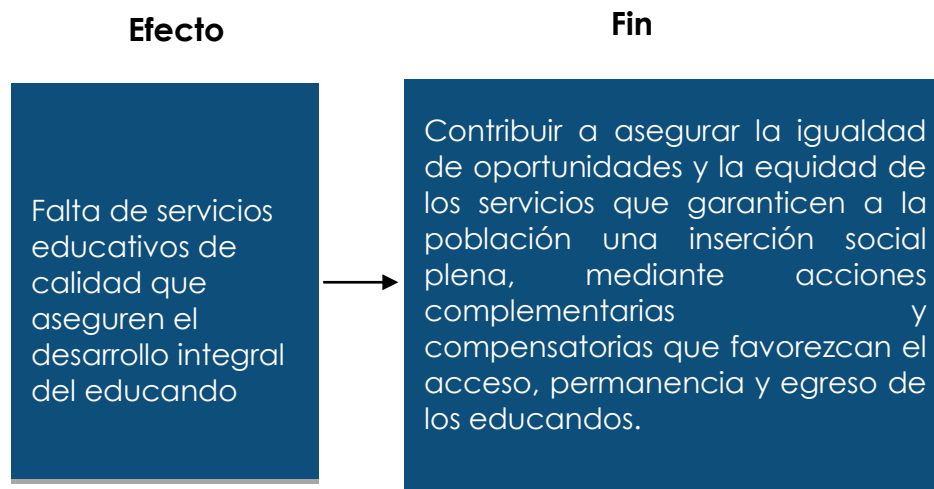 Efecto
Fin
Falta de servicios
educativos de
calidad que
aseguren el
desarrollo integral
del educando
Contribuir a asegurar la igualdad
de oportunidades y la equidad de
los servicios que garanticen a la
población una inserción social
plena, mediante acciones
complementarias y
compensatorias que favorezcan el
acceso, permanencia y egreso de
los educandos.